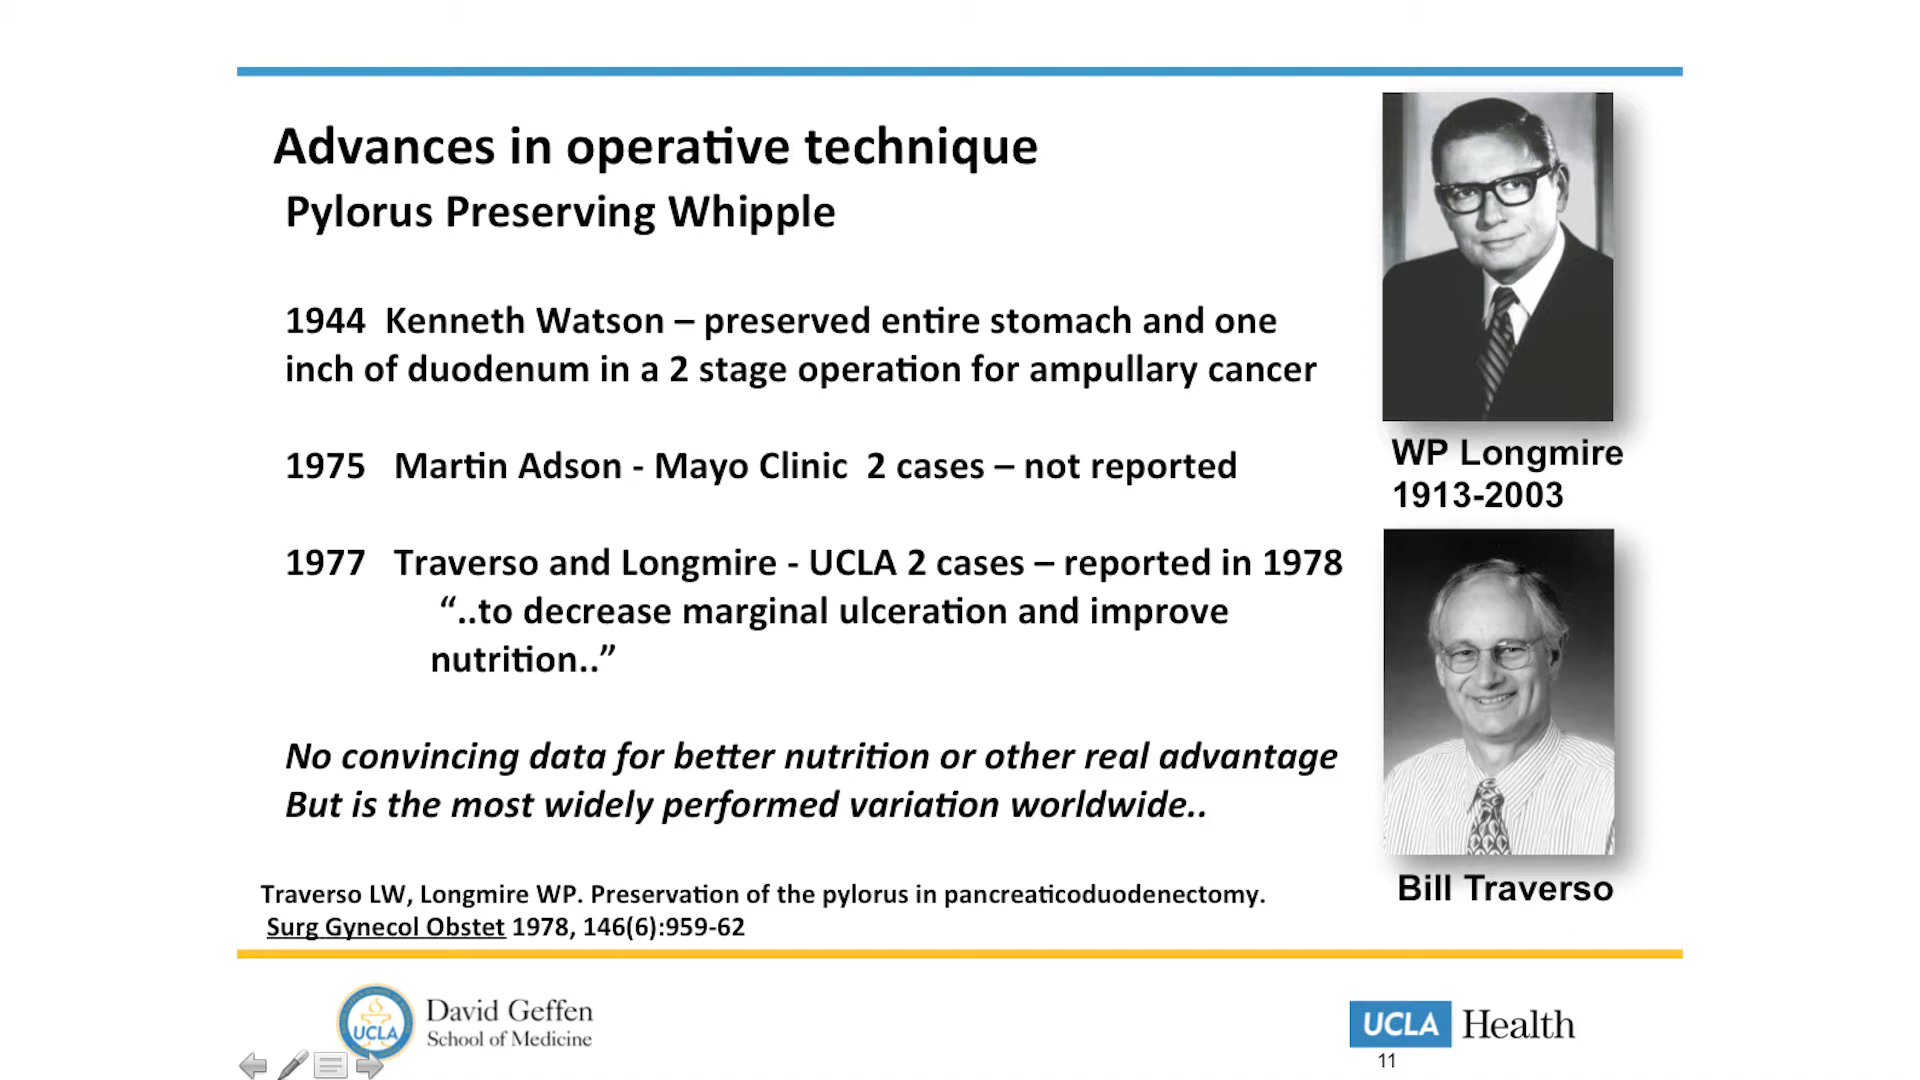 Advances in operative technique
Pylorus Preserving Whipple
1944 Kenneth Watson – preserved entire stomach and one
inch of duodenum in a 2 stage operation for ampullary cancer
1975 Martin Adson - Mayo Clinic 2 cases – not reported
1977 Traverso and Longmire - UCLA 2 cases – reported in 1978
“..to decrease marginal ulceration and improve
nutrition..”
No convincing data for better nutrition or other real advantage
But is the most widely performed variation worldwide..
Traverso LW, Longmire WP. Preservation of the pylorus in pancreaticoduodenectomy.
Surg Gynecol Obstet 1978, 146(6):959-62
WP Longmire
1913-2003
Bill Traverso
UCLA
David Geffen
School of Medicine
UCLA Health
11